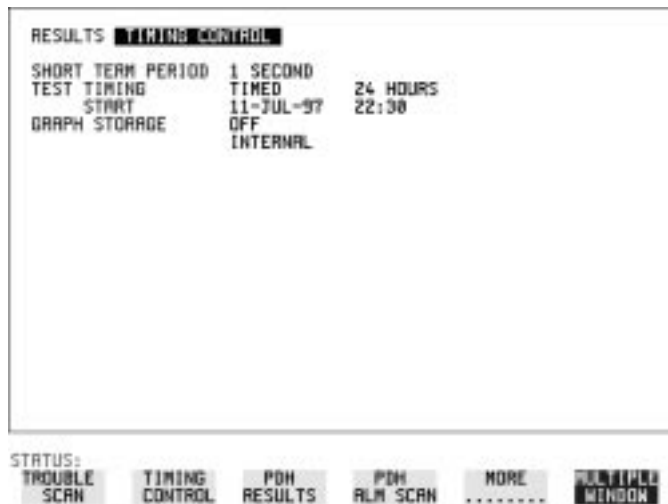 RESULTS TIMING CONTROL
SHORT TERM PERIOD 1 SECOND
TEST TIMING TIMED 24 HOURS
START 11-JUL-97 22:30
GRAPH STORAGE OFF
INTERNAL
STATUS:
TROUBLE SCAN
TIMING CONTROL
PDH RESULTS
PDH ALM SCAN
MORE ........
MULTIPLE WINDOW